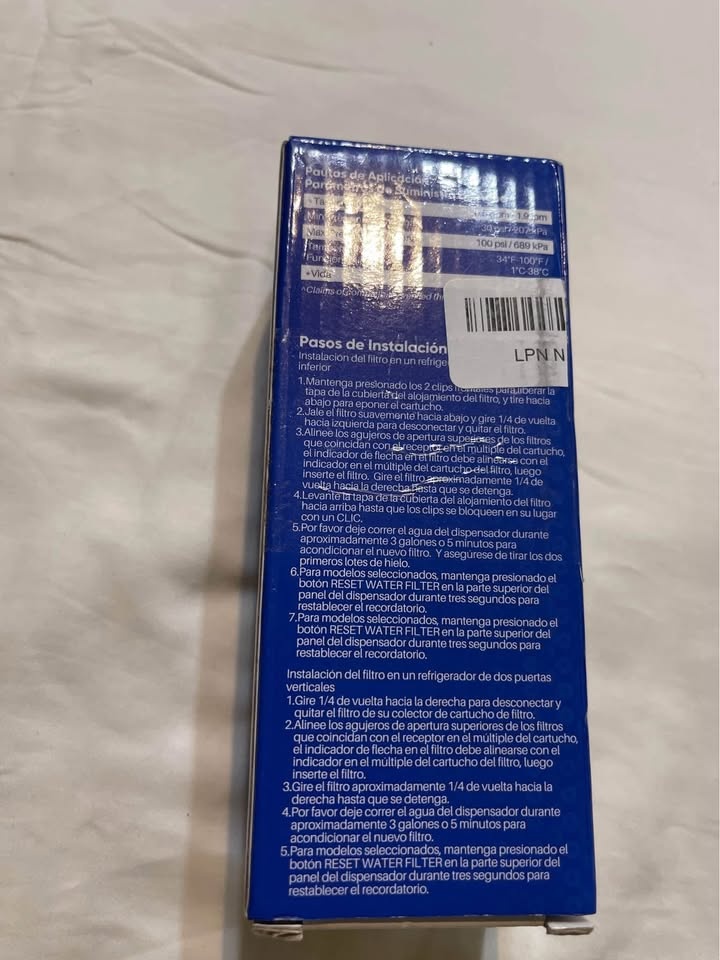 Pautas de Aplicación
Parámetros de Suministro
1.9 gpm
30 psi / 207 kPa
100 psi / 689 kPa
34°F-100°F /
1°C-38°C
•Vida
Pasos de Instalación
Instalación del filtro en un refrige
inferior
1.Mantenga presionado los 2 clips frontales para liberar la
tapa de la cubierta del alojamiento del filtro, y tire hacia
abajo para eponer el cartucho.
2.Jale el filtro suavemente hacia abajo y gire 1/4 de vuelta
hacia izquierda para desconectar y quitar el filtro.
3.Alinee los agujeros de apertura superiores de los filtros
que coincidan con el receptor en el múltiple del cartucho,
el indicador de flecha en el filtro debe alinearse con el
indicador en el múltiple del cartucho del filtro, luego
inserte el filtro. Gire el filtro aproximadamente 1/4 de
vuelta hacia la derecha hasta que se detenga.
4.Levante la tapa de la cubierta del alojamiento del filtro
hacia arriba hasta que los clips se bloqueen en su lugar
con un CLIC.
5.Por favor deje correr el agua del dispensador durante
aproximadamente 3 galones o 5 minutos para
acondicionar el nuevo filtro. Y asegúrese de tirar los dos
primeros lotes de hielo.
6.Para modelos seleccionados, mantenga presionado el
botón RESET WATER FILTER en la parte superior del
panel del dispensador durante tres segundos para
restablecer el recordatorio.
7.Para modelos seleccionados, mantenga presionado el
botón RESET WATER FILTER en la parte superior del
panel del dispensador durante tres segundos para
restablecer el recordatorio.
Instalación del filtro en un refrigerador de dos puertas
verticales
1.Gire 1/4 de vuelta hacia la derecha para desconectar y
quitar el filtro de su colector de cartucho de filtro.
2.Alinee los agujeros de apertura superiores de los filtros
que coincidan con el receptor en el múltiple del cartucho,
el indicador de flecha en el filtro debe alinearse con el
indicador en el múltiple del cartucho del filtro, luego
inserte el filtro.
3.Gire el filtro aproximadamente 1/4 de vuelta hacia la
derecha hasta que se detenga.
4.Por favor deje correr el agua del dispensador durante
aproximadamente 3 galones o 5 minutos para
acondicionar el nuevo filtro.
5.Para modelos seleccionados, mantenga presionado el
botón RESET WATER FILTER en la parte superior del
panel del dispensador durante tres segundos para
restablecer el recordatorio.
LPN N